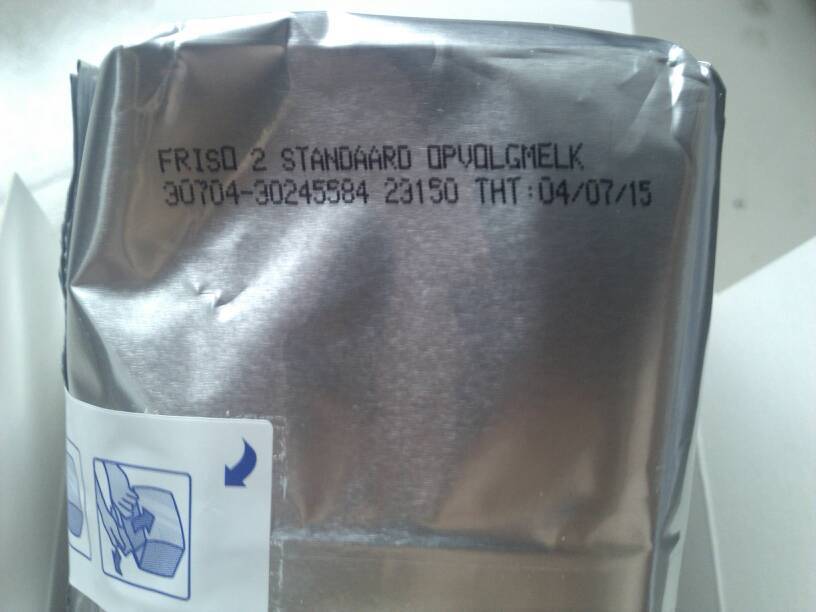 FRISO 2 STANDAARD OPVOLGMELK
30704-30245584 23150 THT:04/07/15